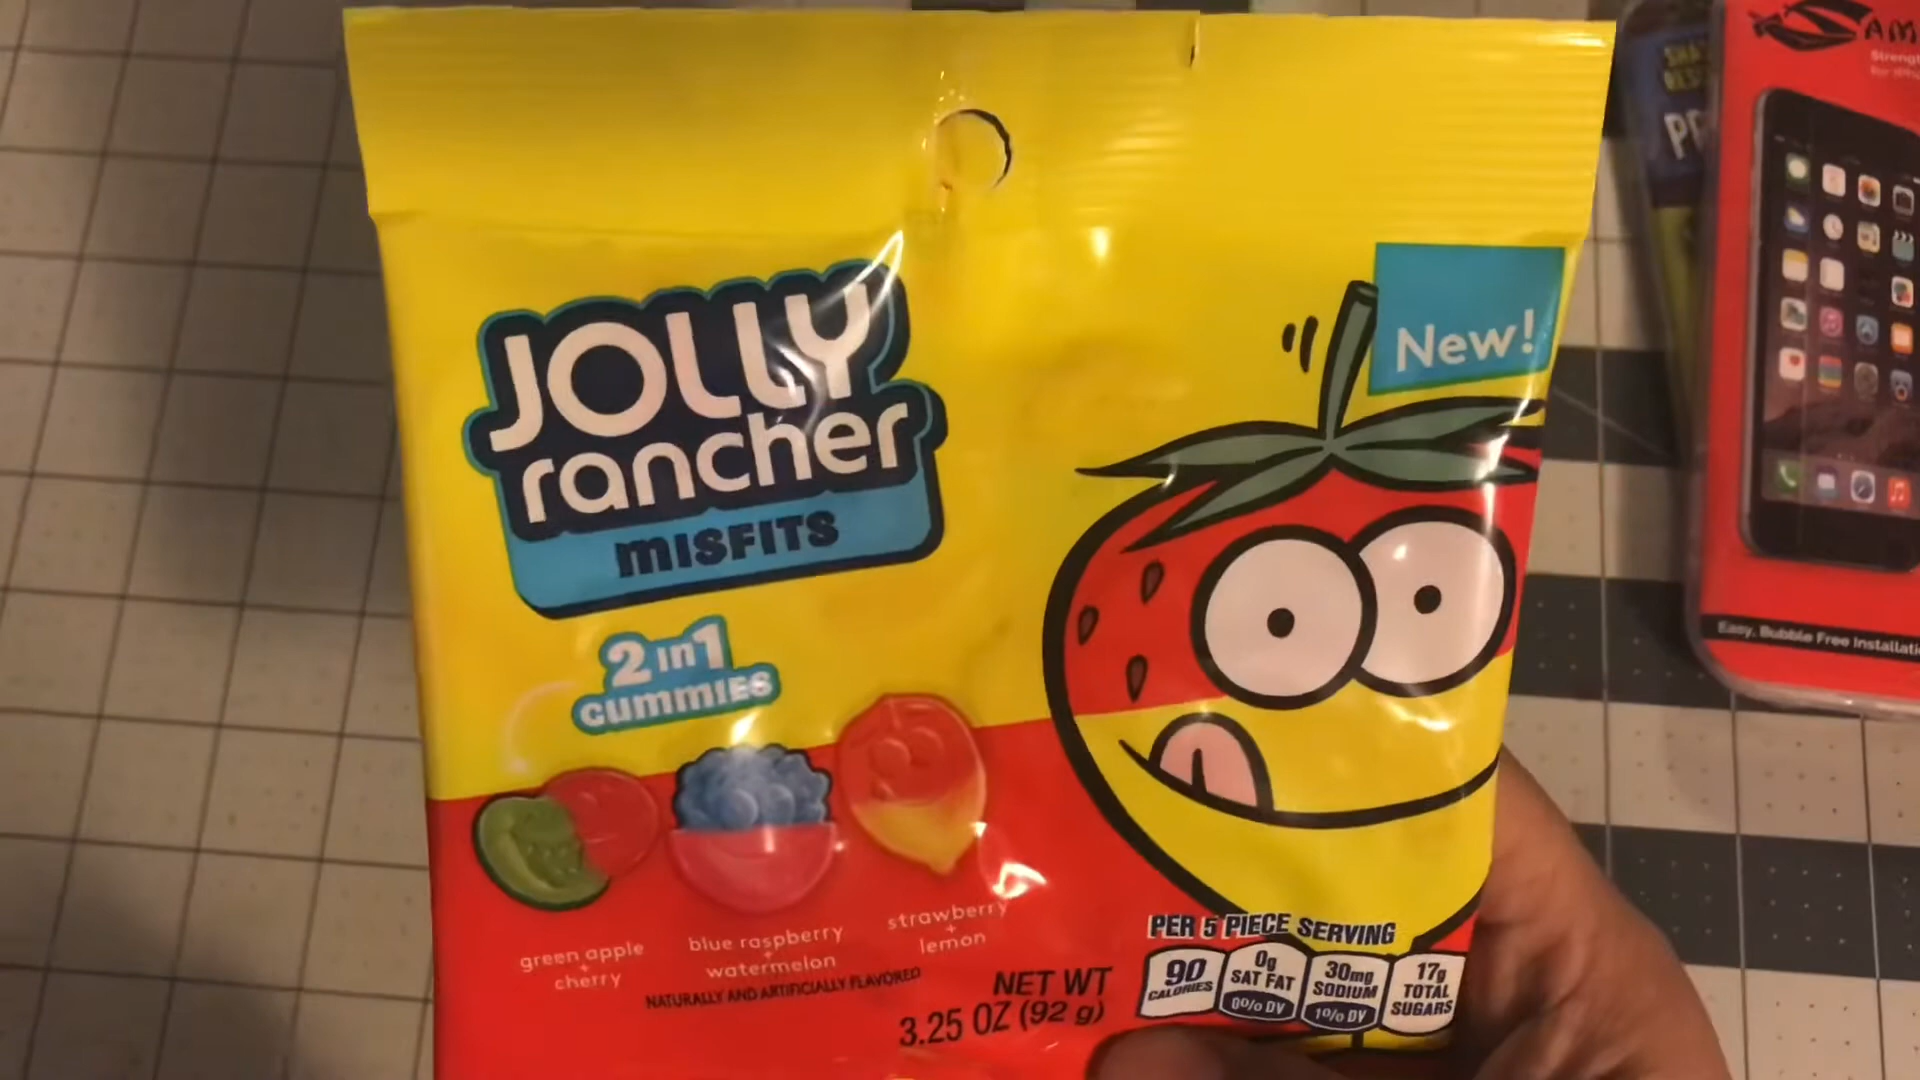 JOLLY
rancher
MISFITS
2 in 1
GUMMIES
New!
green apple
+
cherry
blue raspberry
+
watermelon
strawberry
+
lemon
NATURALLY AND ARTIFICIALLY FLAVORED
NET WT
3.25 OZ (92 g)
PER 5 PIECE SERVING
90
CALORIES
0g
SAT FAT
0% DV
30mg
SODIUM
1% DV
17g
TOTAL
SUGARS
Easy, Bubble Free